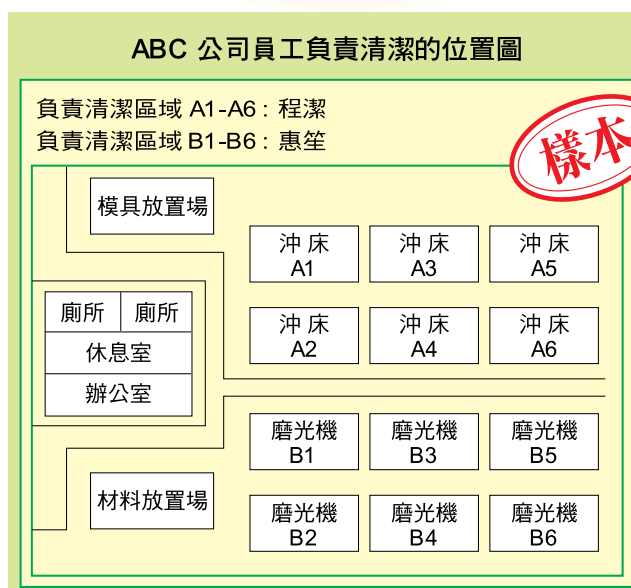 ABC 公司員工負責清潔的位置圖
負責清潔區域 A1-A6 : 程潔
負責清潔區域 B1-B6 : 惠笙
樣本
模具放置場
沖 床
A1
沖 床
A3
沖 床
A5
廁所
廁所
休息室
辦公室
沖 床
A2
沖 床
A4
沖 床
A6
磨光機
B1
磨光機
B3
磨光機
B5
材料放置場
磨光機
B2
磨光機
B4
磨光機
B6